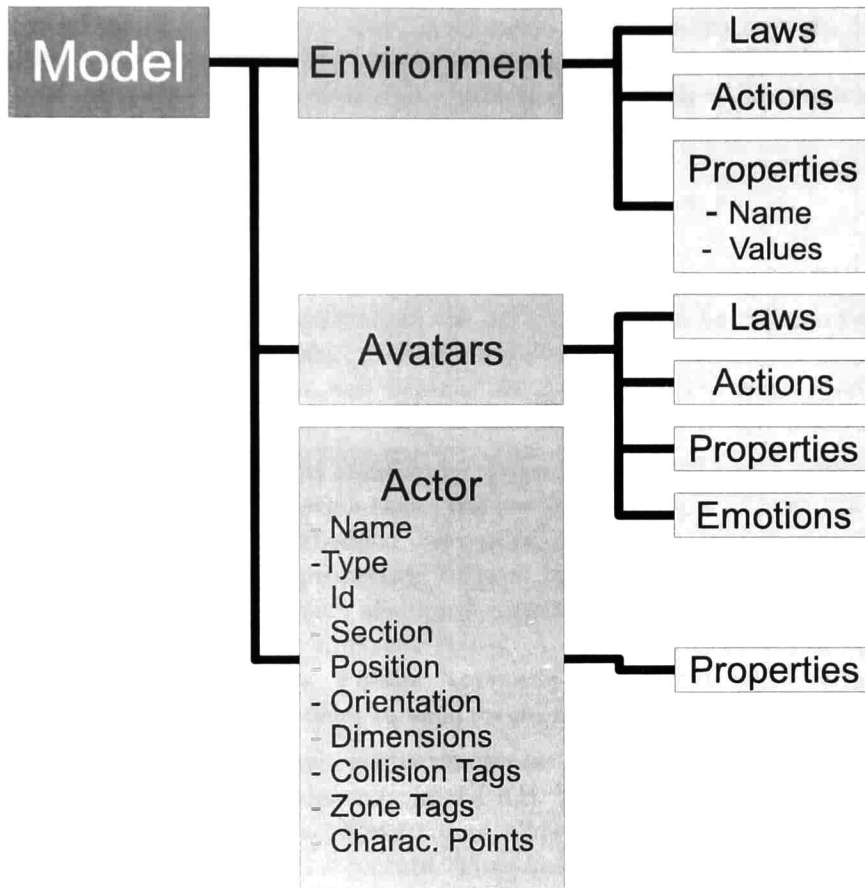 Model
Environment
Laws
Actions
Properties
- Name
- Values
Avatars
Laws
Actions
Properties
Emotions
Actor
- Name
-Type
Id
- Section
- Position
- Orientation
- Dimensions
- Collision Tags
- Zone Tags
- Charac. Points
Properties